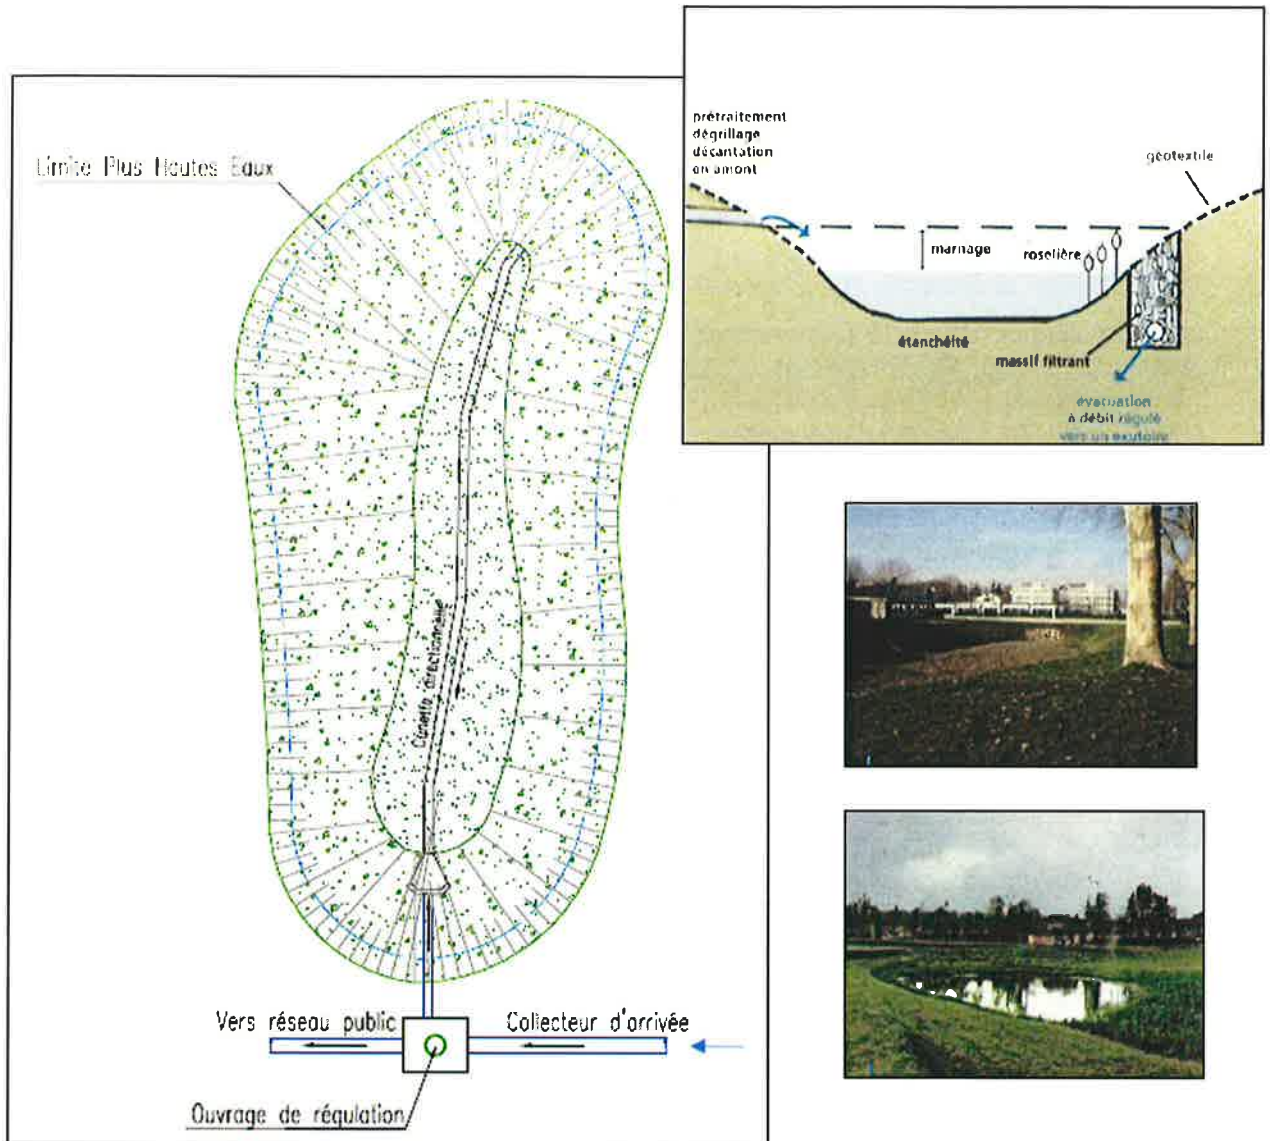 Limite Plus Hautes Eaux
Cunette directionnelle
Vers réseau public
Collecteur d'arrivée
Ouvrage de régulation
prétraitement
dégrillage
décantation
en amont
géotextile
marnage
roselière
étanchéité
massif filtrant
évacuation
à débit régulé
vers un exutoire